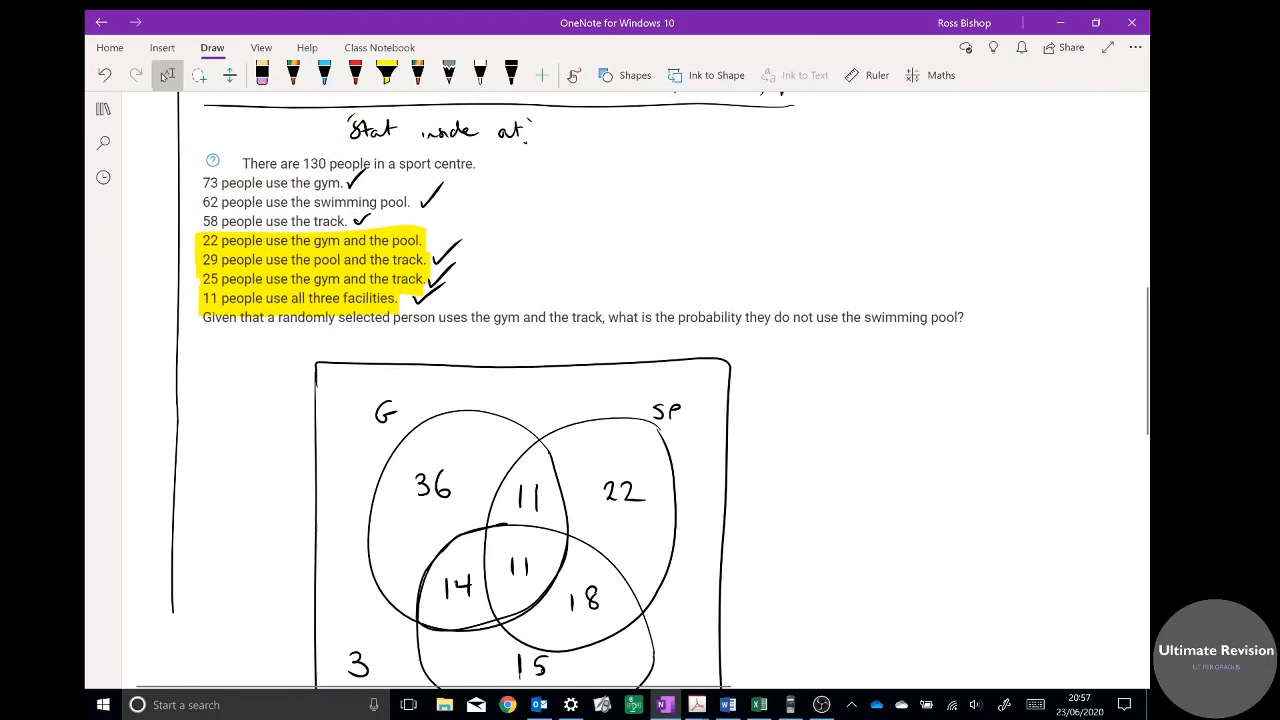 OneNote for Windows 10
Ross Bishop
Home Insert Draw View Help Class Notebook
Share
Shapes Ink to Shape Ink to Text Ruler Maths
'Stat inside out'
There are 130 people in a sport centre.
73 people use the gym.
62 people use the swimming pool.
58 people use the track.
22 people use the gym and the pool.
29 people use the pool and the track.
25 people use the gym and the track.
11 people use all three facilities.
Given that a randomly selected person uses the gym and the track, what is the probability they do not use the swimming pool?
G SP
36 11 22
14 11 18
3 15
Ultimate Revision
UT PER GRADUS
Start a search
20:57
23/06/2020